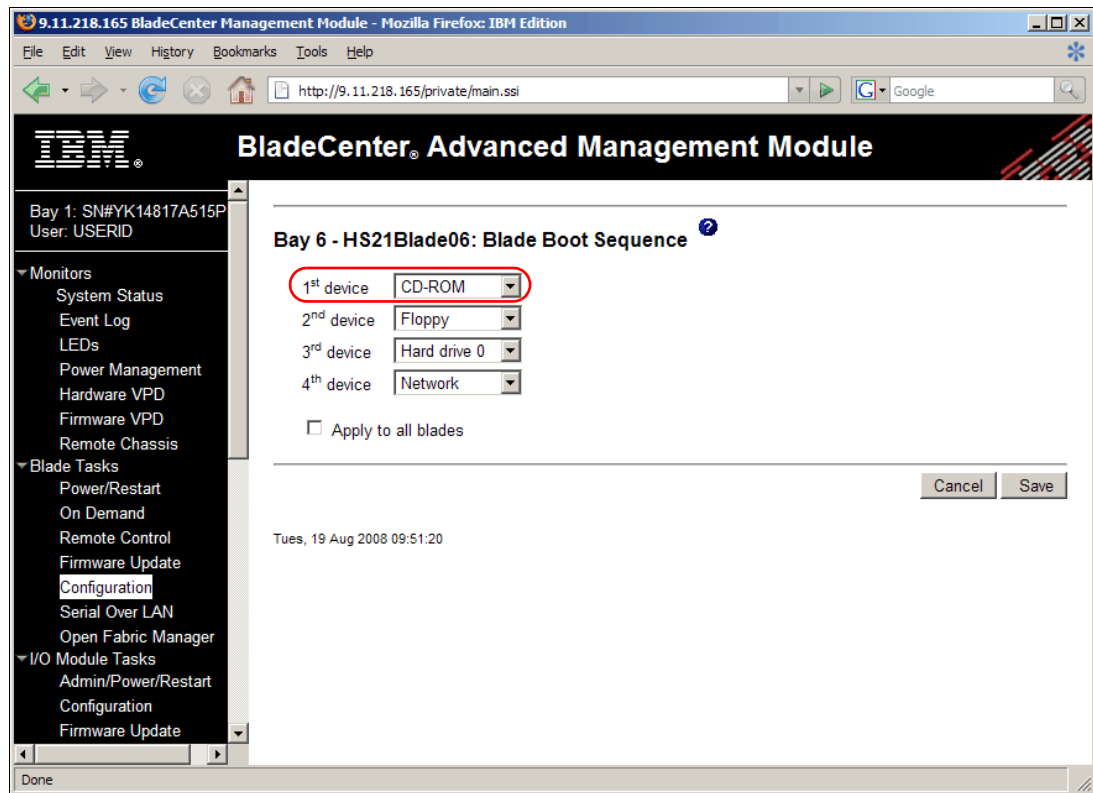 9.11.218.165 BladeCenter Management Module - Mozilla Firefox: IBM Edition
File Edit View History Bookmarks Tools Help
http://9.11.218.165/private/main.ssi
G Google
IBM®
BladeCenter® Advanced Management Module
Bay 1: SN#YK14817A515P
User: USERID
Monitors
System Status
Event Log
LEDs
Power Management
Hardware VPD
Firmware VPD
Remote Chassis
Blade Tasks
Power/Restart
On Demand
Remote Control
Firmware Update
Configuration
Serial Over LAN
Open Fabric Manager
I/O Module Tasks
Admin/Power/Restart
Configuration
Firmware Update
Bay 6 - HS21Blade06: Blade Boot Sequence ?
1st device CD-ROM
2nd device Floppy
3rd device Hard drive 0
4th device Network
Apply to all blades
Cancel Save
Tues, 19 Aug 2008 09:51:20
Done